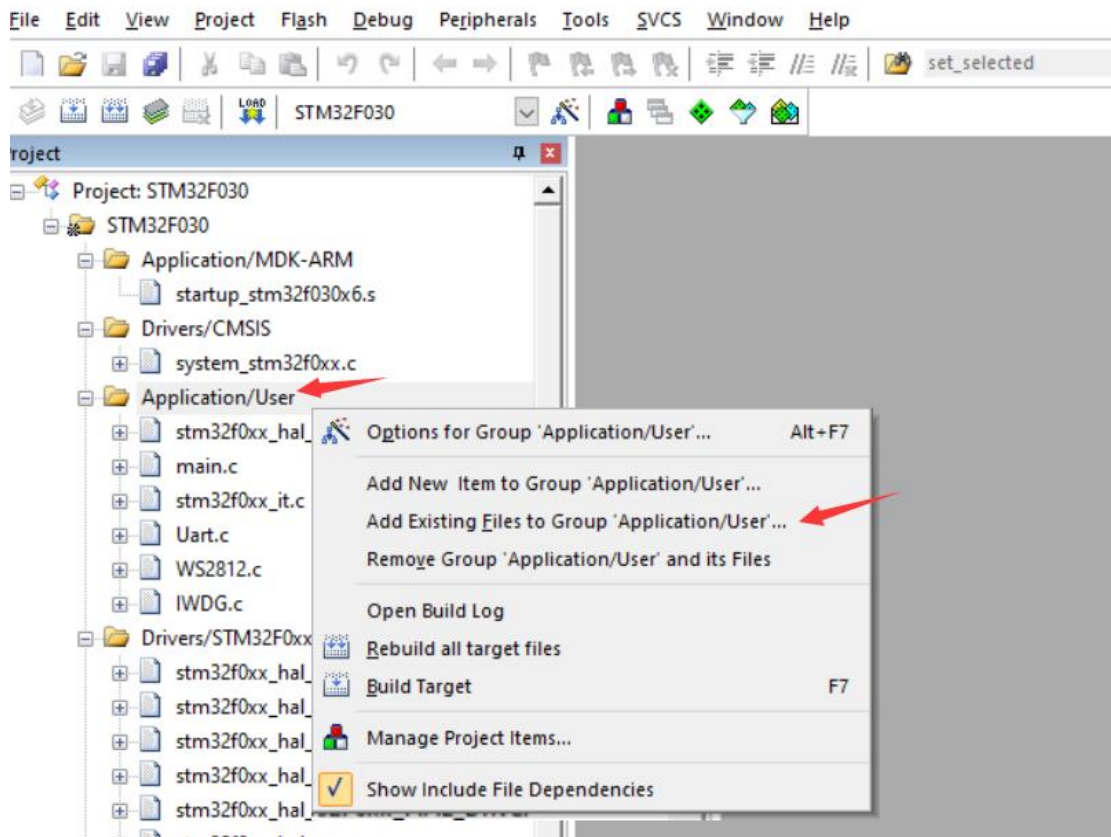 File Edit View Project Flash Debug Peripherals Tools SVCS Window Help
set_selected
LOAD STM32F030
Project
Project: STM32F030
STM32F030
Application/MDK-ARM
startup_stm32f030x6.s
Drivers/CMSIS
system_stm32f0xx.c
Application/User
stm32f0xx_hal_
main.c
stm32f0xx_it.c
Uart.c
WS2812.c
IWDG.c
Drivers/STM32F0xx
stm32f0xx_hal_
stm32f0xx_hal_
stm32f0xx_hal_
stm32f0xx_hal_
stm32f0xx_hal_
Options for Group 'Application/User'... Alt+F7
Add New Item to Group 'Application/User'...
Add Existing Files to Group 'Application/User'...
Remove Group 'Application/User' and its Files
Open Build Log
Rebuild all target files
Build Target F7
Manage Project Items...
Show Include File Dependencies